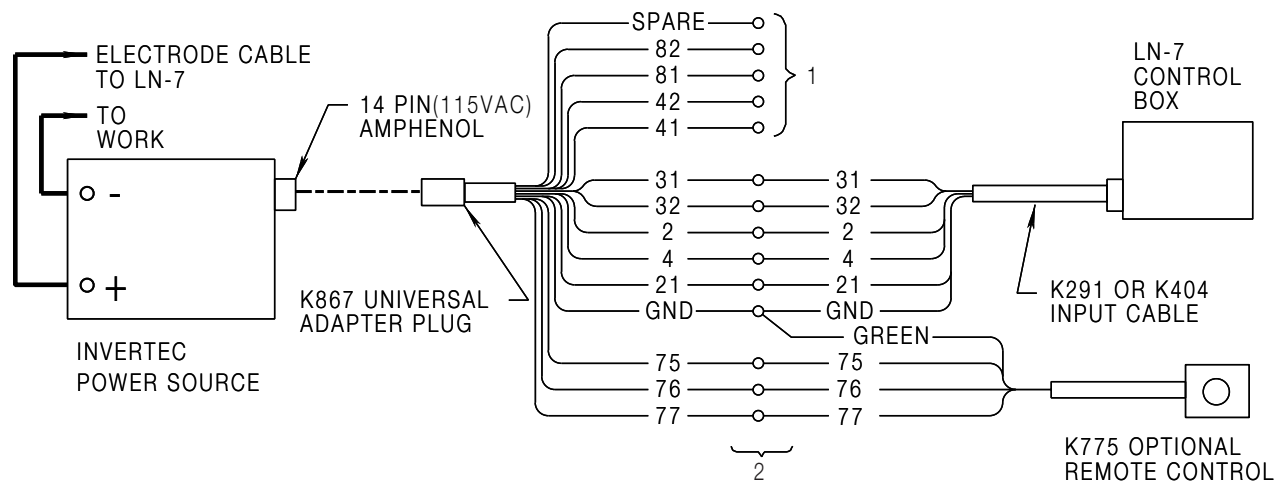 ELECTRODE CABLE
TO LN-7
TO
WORK
-
+
INVERTEC
POWER SOURCE
14 PIN(115VAC)
AMPHENOL
K867 UNIVERSAL
ADAPTER PLUG
SPARE
82
81
42
41
1
31 31
32 32
2 2
4 4
21 21
GND GND
GREEN
75 75
76 76
77 77
2
LN-7
CONTROL
BOX
K291 OR K404
INPUT CABLE
K775 OPTIONAL
REMOTE CONTROL